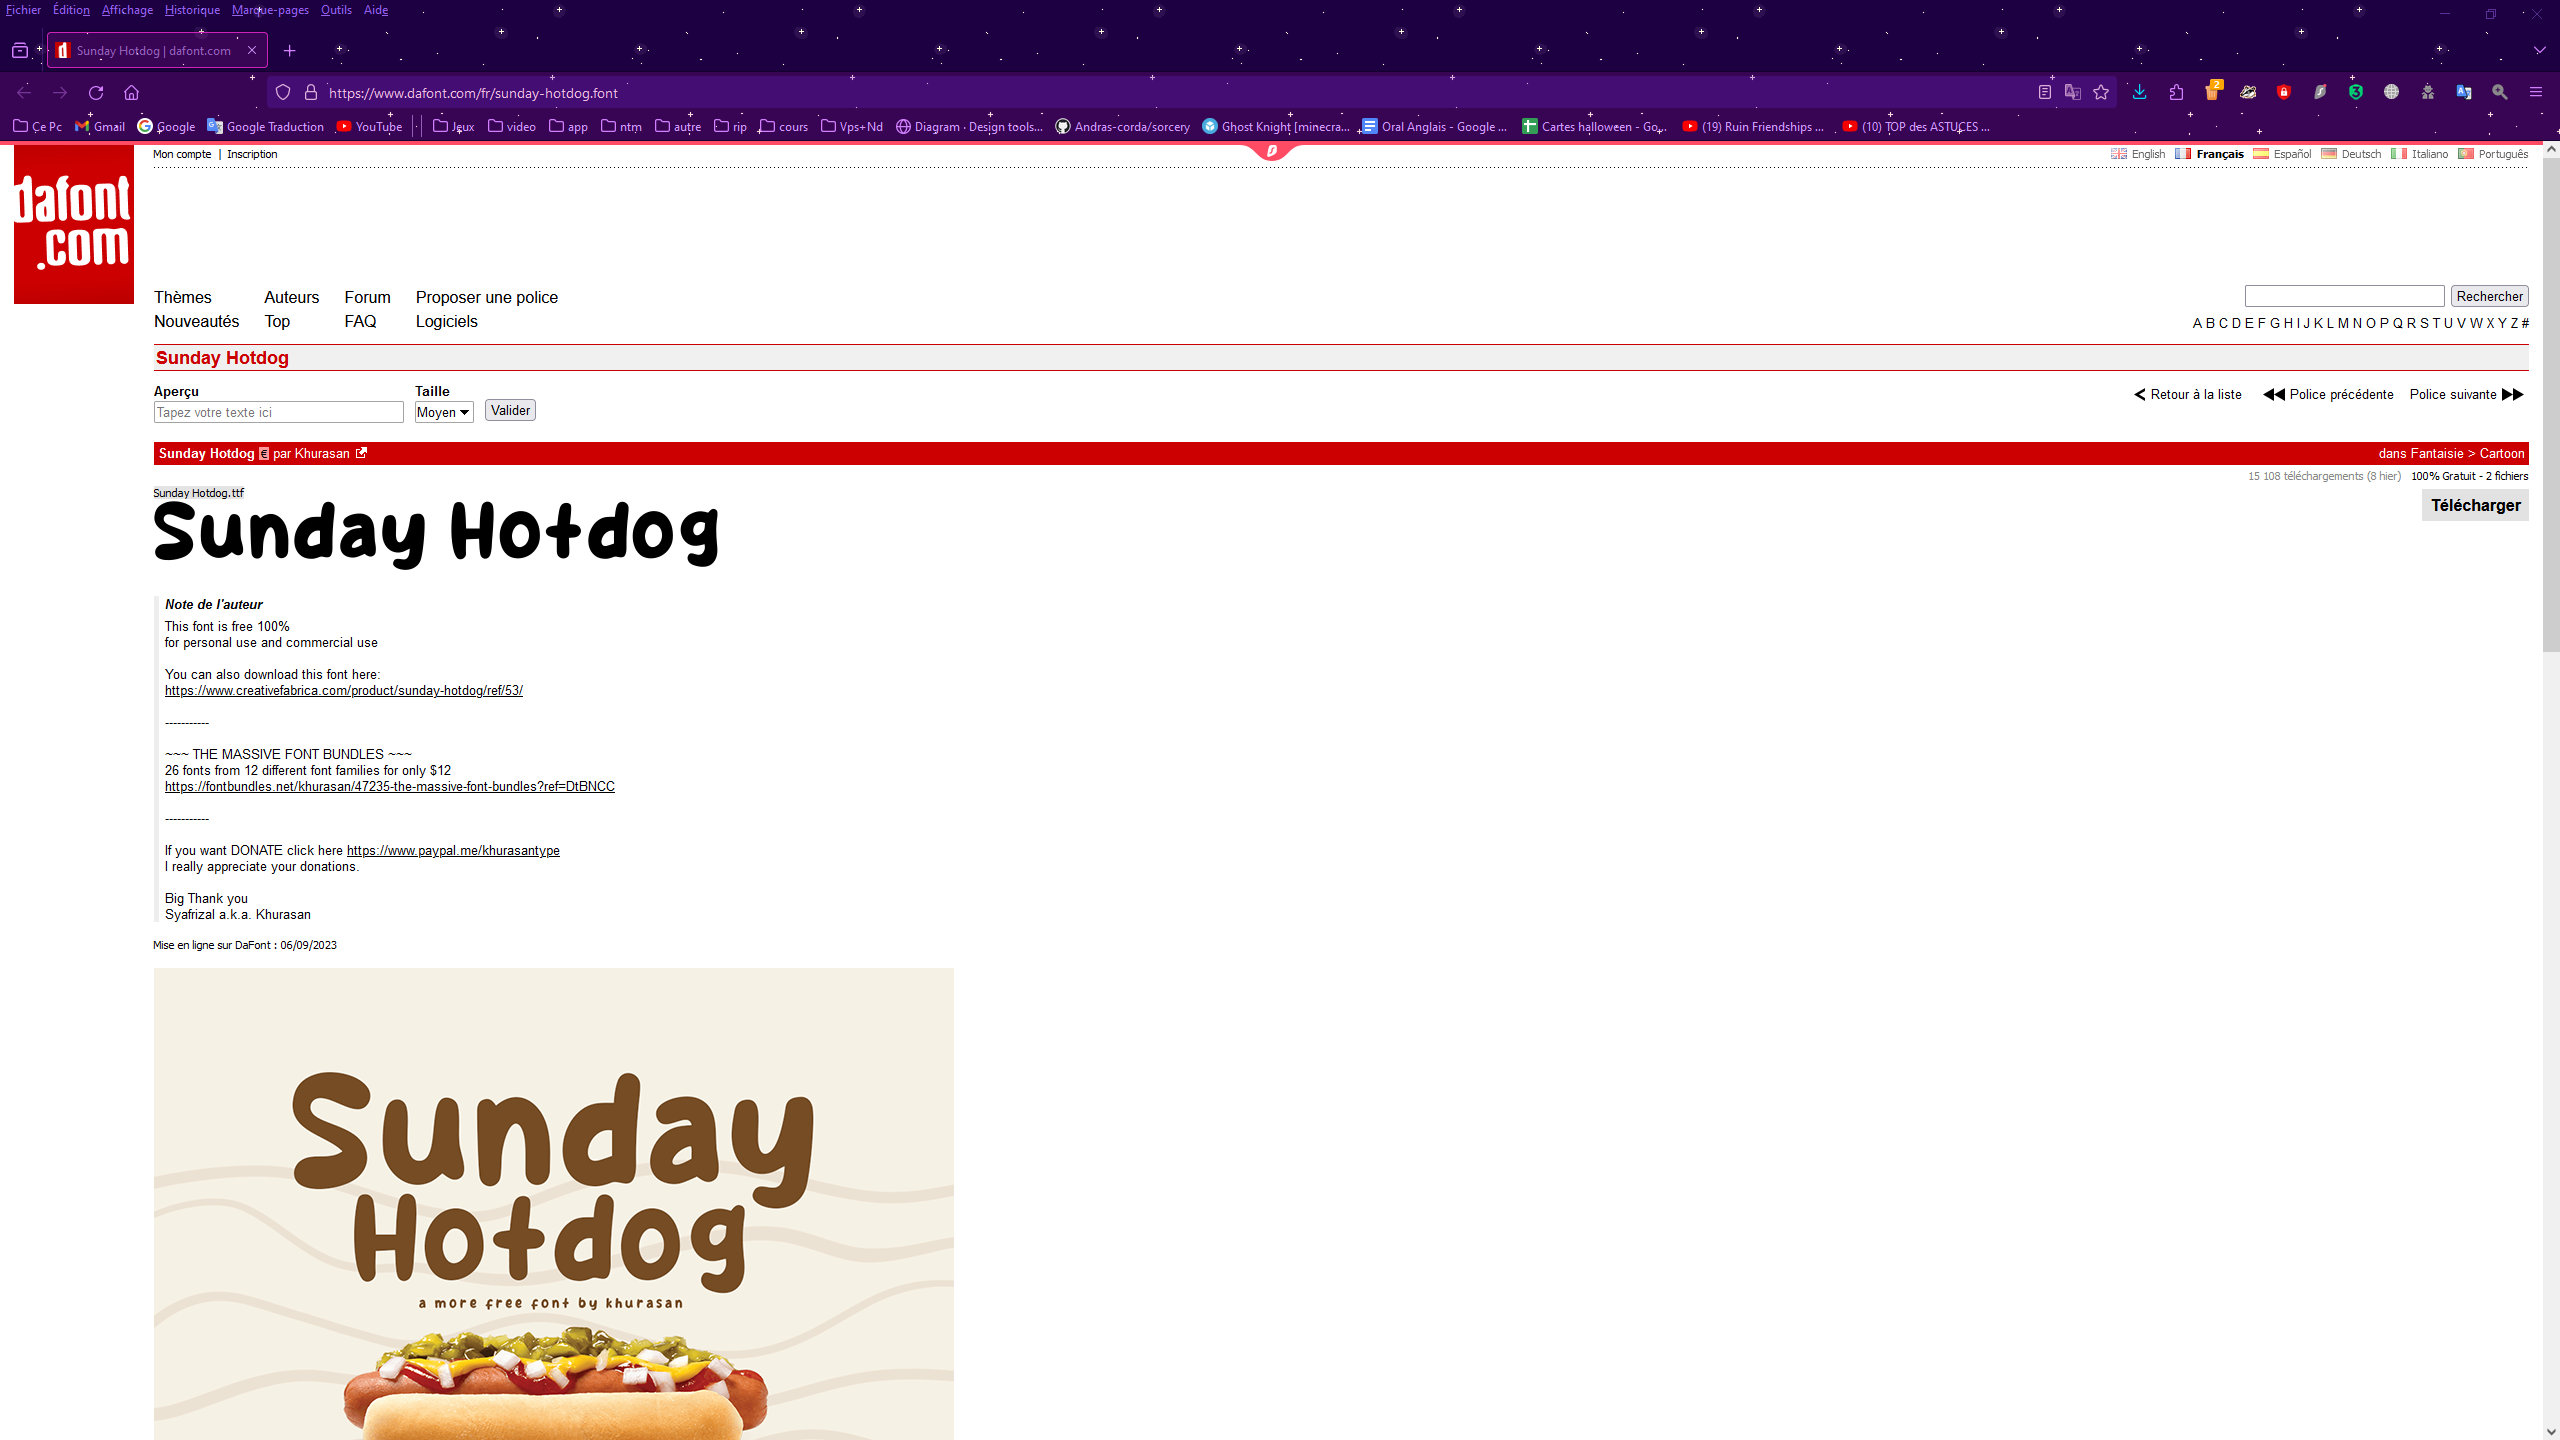 Fichier Édition Affichage Historique Marque-pages Outils Aide
Sunday Hotdog | dafont.com
https://www.dafont.com/fr/sunday-hotdog.font
2
Ce Pc Gmail Google Google Traduction YouTube Jeux video app ntm autre rip cours Vps+Nd Diagram · Design tools... Andras-corda/sorcery Ghost Knight [minecra... Oral Anglais - Google ... Cartes halloween - Go... (19) Ruin Friendships ... (10) TOP des ASTUCES ...
Mon compte | Inscription
English Français Español Deutsch Italiano Português
dafont
.com
Thèmes Auteurs Forum Proposer une police
Rechercher
Nouveautés Top FAQ Logiciels
A B C D E F G H I J K L M N O P Q R S T U V W X Y Z #
Sunday Hotdog
Aperçu Taille
Tapez votre texte ici Moyen Valider
Retour à la liste Police précédente Police suivante
Sunday Hotdog € par Khurasan
dans Fantaisie > Cartoon
15 108 téléchargements (8 hier) 100% Gratuit - 2 fichiers
Sunday Hotdog.ttf
Télécharger
Sunday Hotdog
Note de l'auteur
This font is free 100%
for personal use and commercial use
You can also download this font here:
https://www.creativefabrica.com/product/sunday-hotdog/ref/53/
-----------
~~~ THE MASSIVE FONT BUNDLES ~~~
26 fonts from 12 different font families for only $12
https://fontbundles.net/khurasan/47235-the-massive-font-bundles?ref=DtBNCC
-----------
If you want DONATE click here https://www.paypal.me/khurasantype
I really appreciate your donations.
Big Thank you
Syafrizal a.k.a. Khurasan
Mise en ligne sur DaFont : 06/09/2023
Sunday
Hotdog
a more free font by khurasan